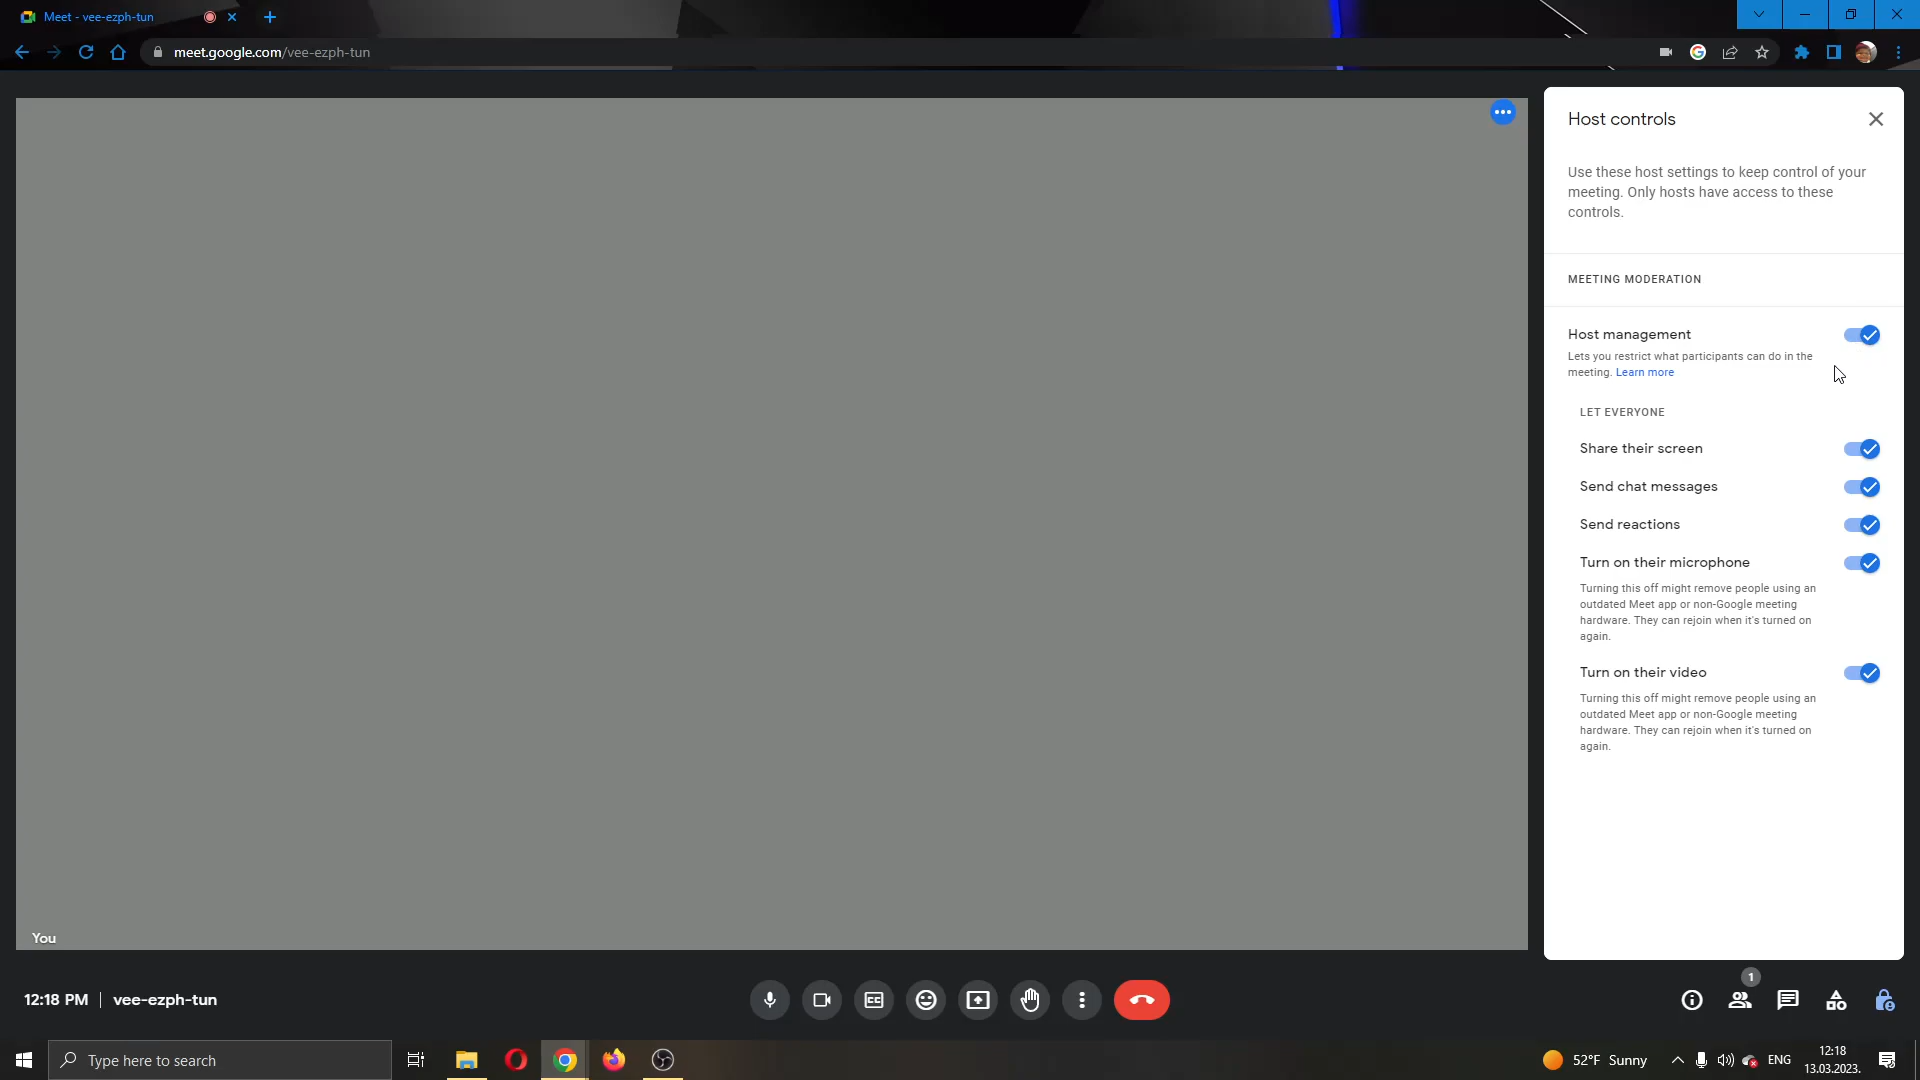 Meet - vee-ezph-tun
meet.google.com/vee-ezph-tun
Host controls
Use these host settings to keep control of your
meeting. Only hosts have access to these
controls.
MEETING MODERATION
Host management
Lets you restrict what participants can do in the
meeting. Learn more
LET EVERYONE
Share their screen
Send chat messages
Send reactions
Turn on their microphone
Turning this off might remove people using an
outdated Meet app or non-Google meeting
hardware. They can rejoin when it's turned on
again.
Turn on their video
Turning this off might remove people using an
outdated Meet app or non-Google meeting
hardware. They can rejoin when it's turned on
again.
You
12:18 PM | vee-ezph-tun
CC
1
Type here to search
52°F Sunny
ENG
12:18
13.03.2023.